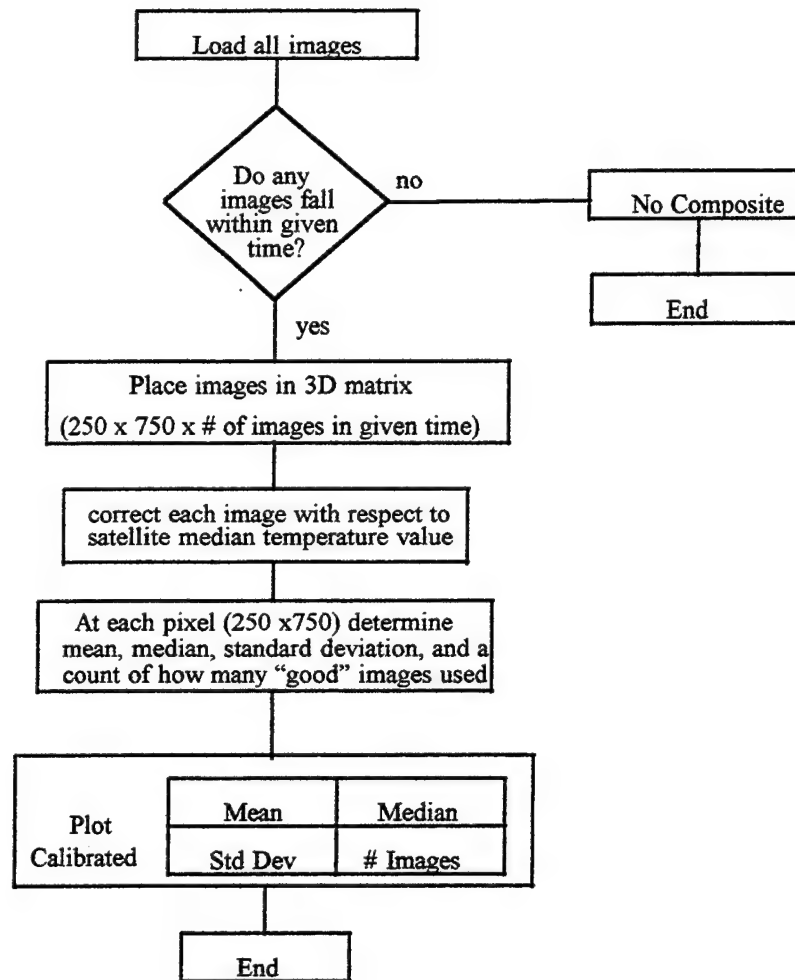 Load all images
Do any
images fall
within given
time?
no
No Composite
End
yes
Place images in 3D matrix
(250 x 750 x # of images in given time)
correct each image with respect to
satellite median temperature value
At each pixel (250 x750) determine
mean, median, standard deviation, and a
count of how many “good” images used
Plot
Calibrated
Mean
Median
Std Dev
# Images
End